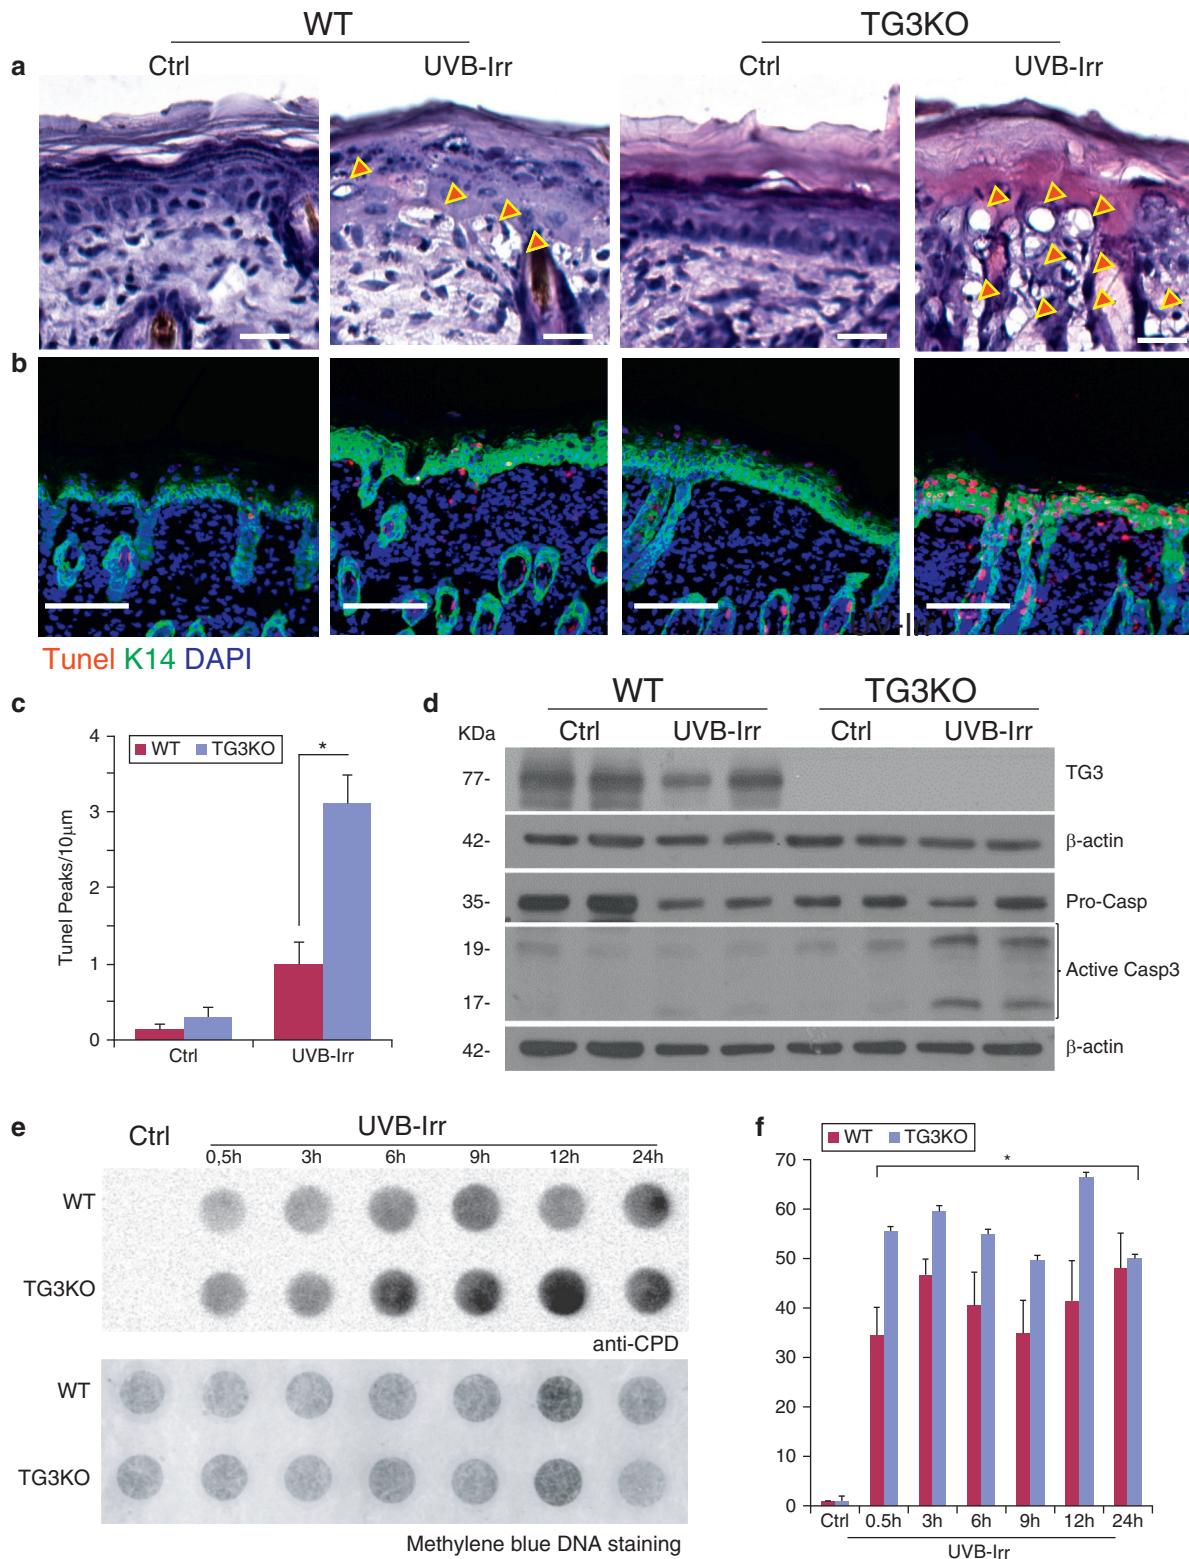 WT TG3KO
a Ctrl UVB-Irr Ctrl UVB-Irr
b
UV-Irr
Tunel K14 DAPI
c
WT TG3KO
*
Tunel Peaks/10μm
4
3
2
1
0
Ctrl UVB-Irr
d
WT TG3KO
KDa Ctrl UVB-Irr Ctrl UVB-Irr
77- TG3
42- β-actin
35- Pro-Casp
19-
Active Casp3
17-
42- β-actin
e
Ctrl UVB-Irr
0,5h 3h 6h 9h 12h 24h
WT
TG3KO
anti-CPD
WT
TG3KO
Methylene blue DNA staining
f
WT TG3KO
*
70
60
50
40
30
20
10
0
Ctrl 0.5h 3h 6h 9h 12h 24h
UVB-Irr